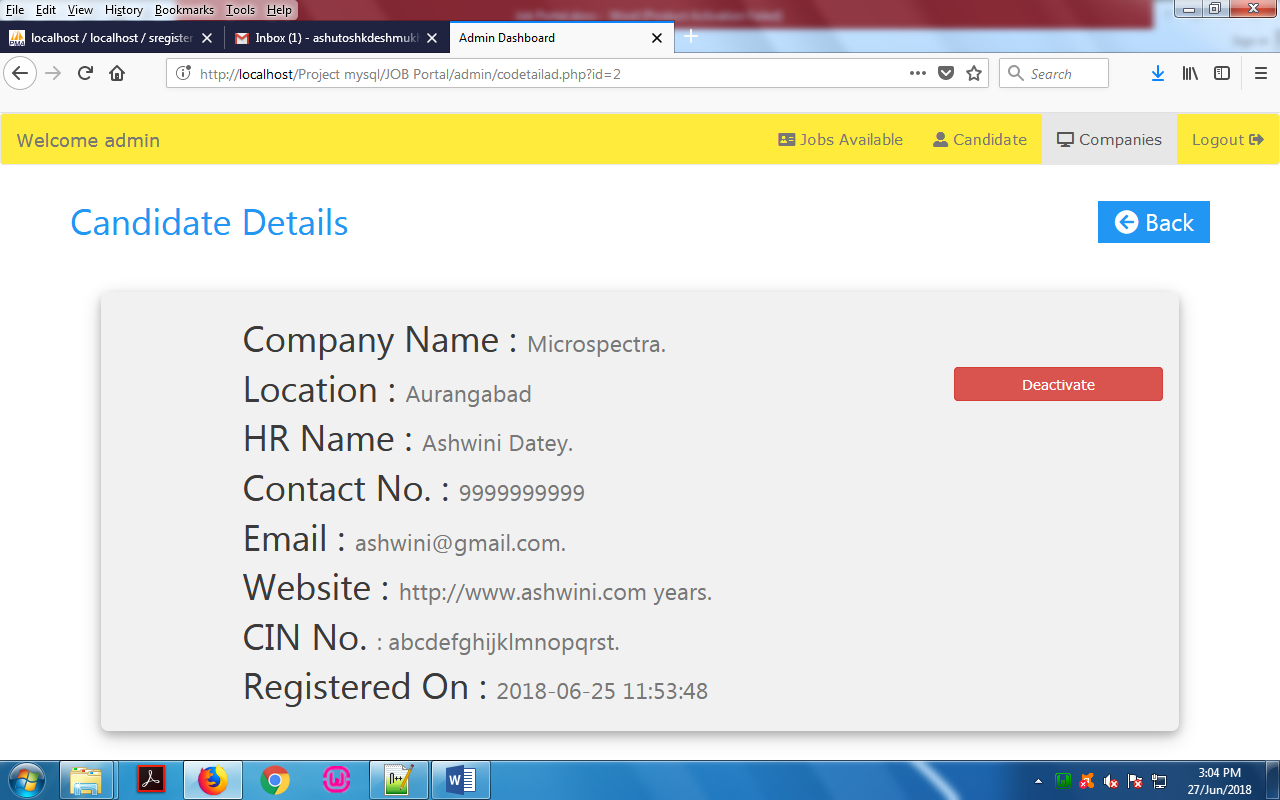 File Edit View History Bookmarks Tools Help
localhost / localhost / sregister
Inbox (1) - ashutoshkdeshmukh
Admin Dashboard
http://localhost/Project mysql/JOB Portal/admin/codetailad.php?id=2
Search
Welcome admin
Jobs Available
Candidate
Companies
Logout
Candidate Details
Back
Company Name : Microspectra.
Location : Aurangabad
Deactivate
HR Name : Ashwini Datey.
Contact No. : 9999999999
Email : ashwini@gmail.com.
Website : http://www.ashwini.com years.
CIN No. : abcdefghijklmnopqrst.
Registered On : 2018-06-25 11:53:48
3:04 PM
27/Jun/2018